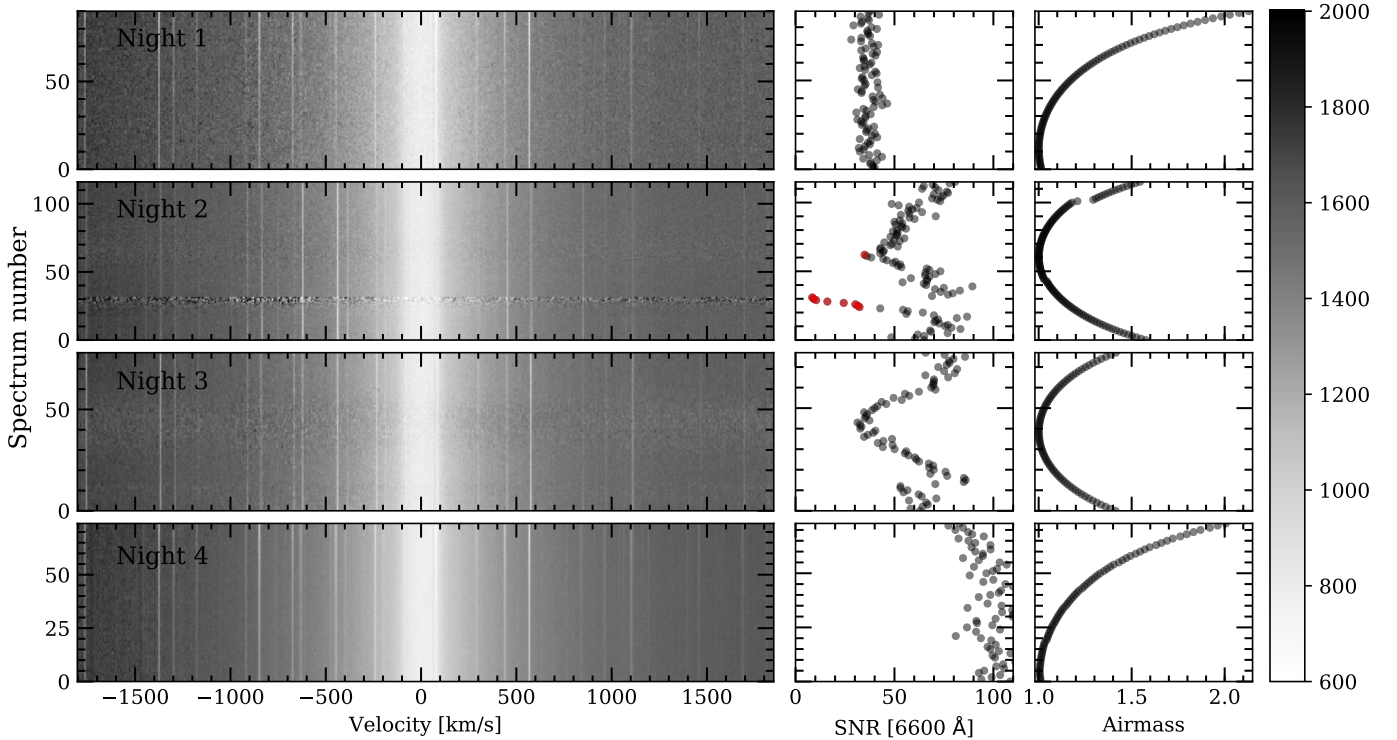 Night 1
50
0
Night 2
100
50
0
Night 3
50
0
Night 4
50
25
0
Spectrum number
−1500 −1000 −500 0 500 1000 1500
Velocity [km/s]
0 50 100
SNR [6600 Å]
1.0 1.5 2.0
Airmass
2000
1800
1600
1400
1200
1000
800
600